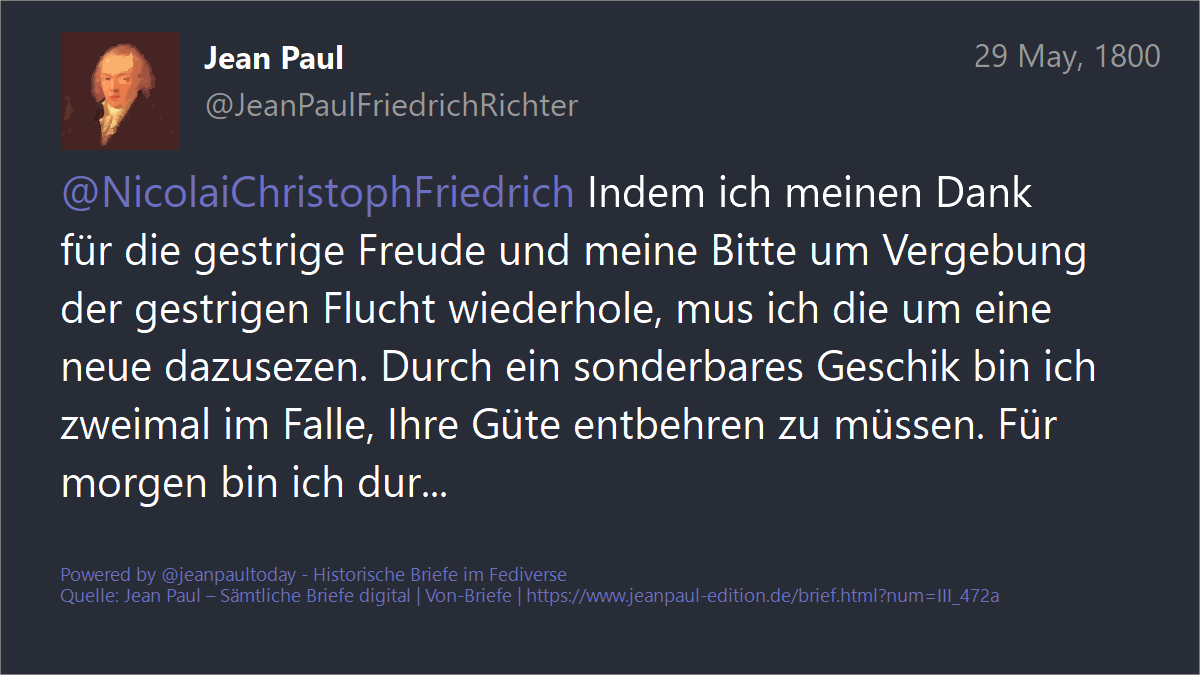 Jean Paul
29 May, 1800
@JeanPaulFriedrichRichter
@NicolaiChristophFriedrich Indem ich meinen Dank
für die gestrige Freude und meine Bitte um Vergebung
der gestrigen Flucht wiederhole, mus ich die um eine
neue dazusezen. Durch ein sonderbares Geschik bin ich
zweimal im Falle, Ihre Güte entbehren zu müssen. Für
morgen bin ich dur...
Powered by @jeanpaultoday - Historische Briefe im Fediverse
Quelle: Jean Paul – Sämtliche Briefe digital | Von-Briefe | https://www.jeanpaul-edition.de/brief.html?num=III_472a